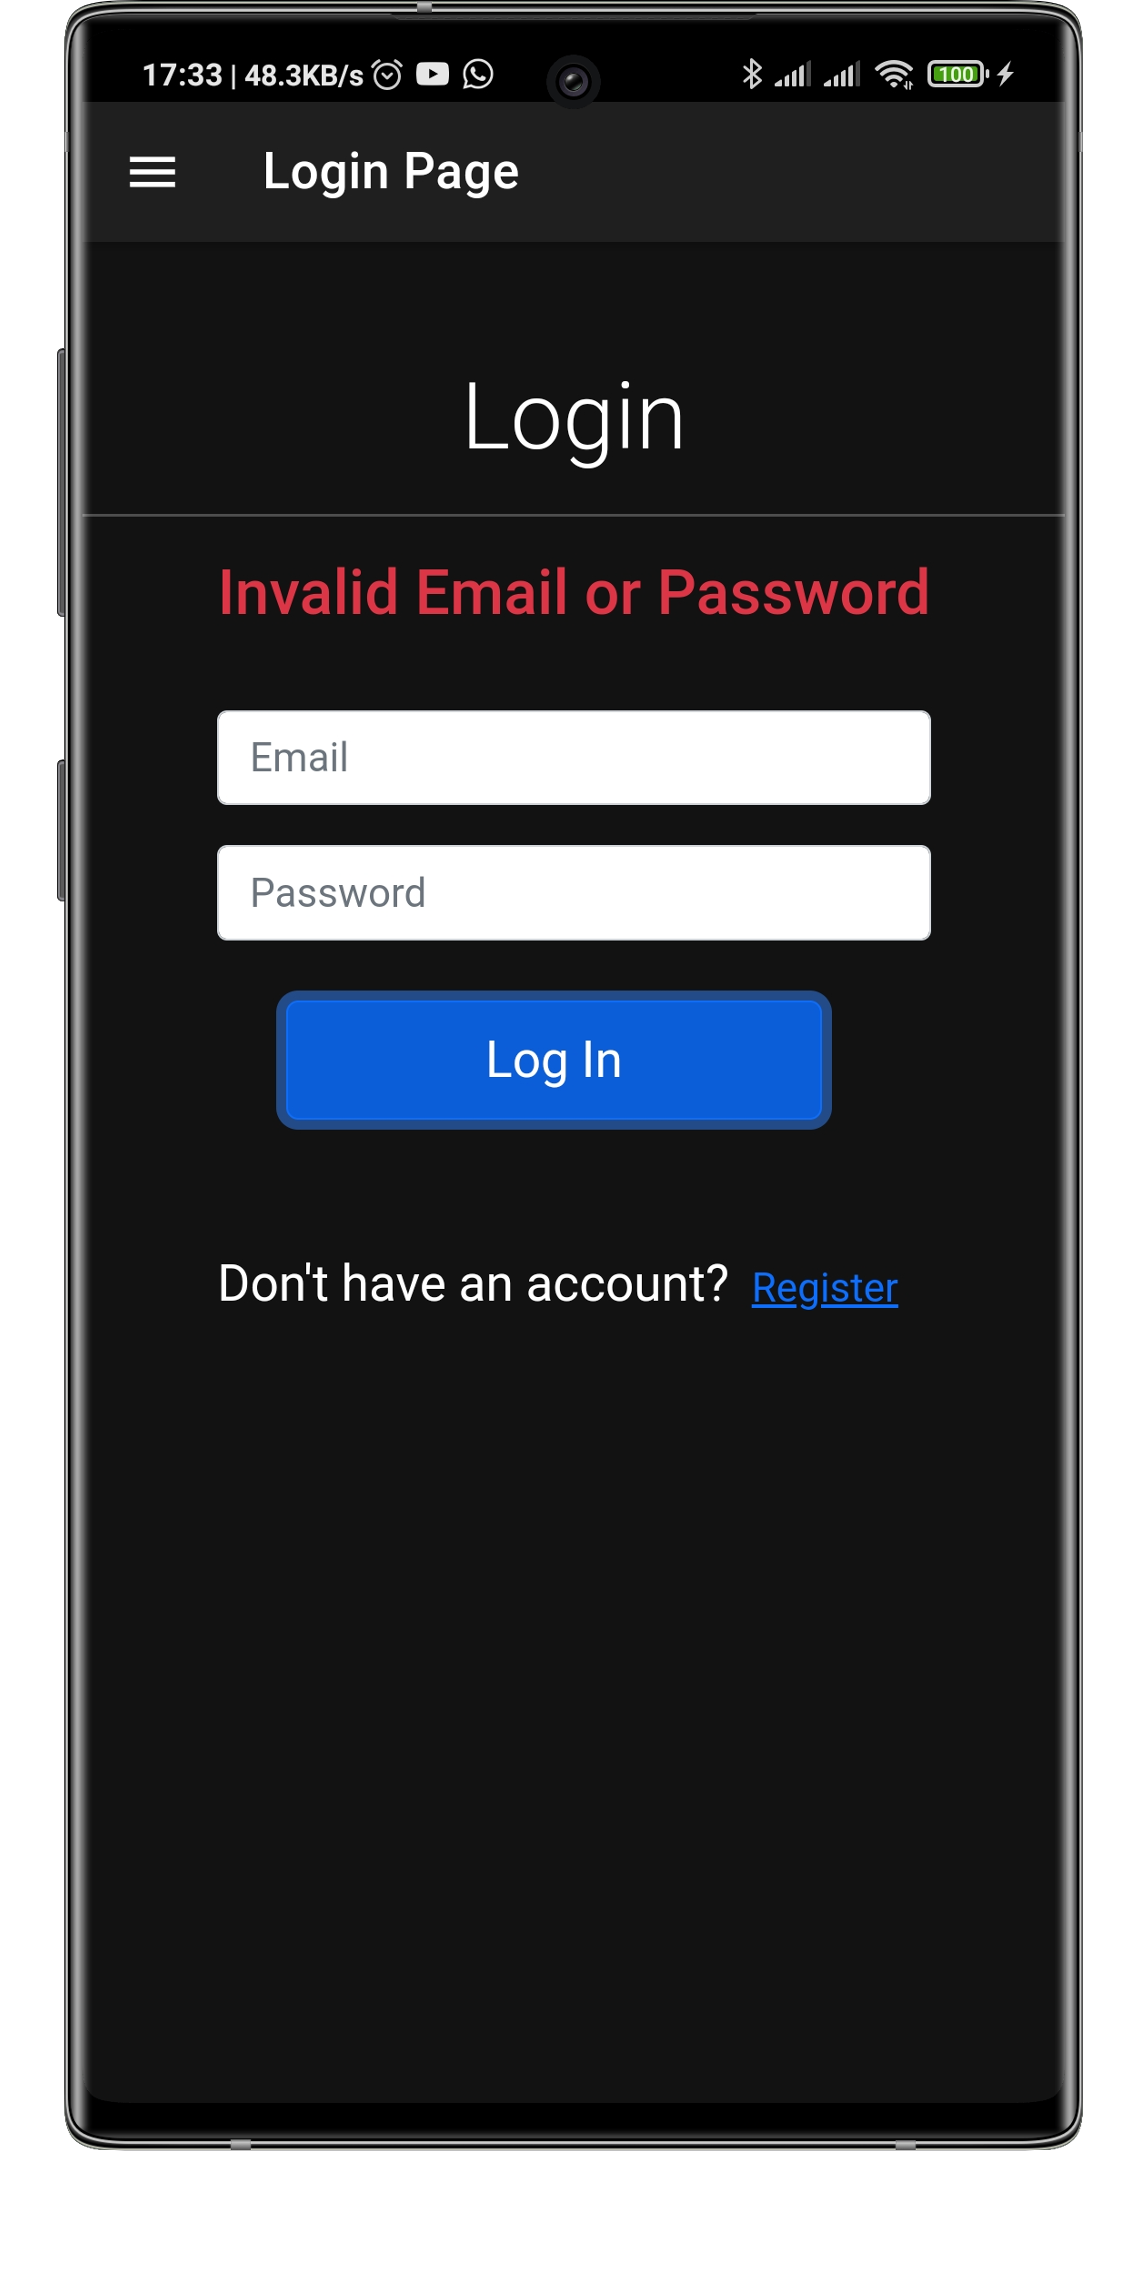 17:33 | 48.3KB/s 100
Login Page
Login
Invalid Email or Password
Email
Password
Log In
Don't have an account? Register